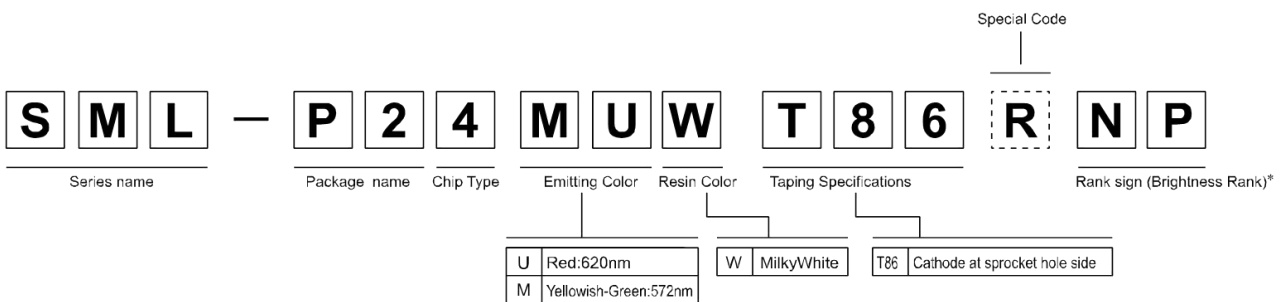 Special Code
S M L — P 2 4 M U W T 8 6 R N P
Series name Package name Chip Type Emitting Color Resin Color Taping Specifications Rank sign (Brightness Rank)*
U Red:620nm W MilkyWhite T86 Cathode at sprocket hole side
M Yellowish-Green:572nm